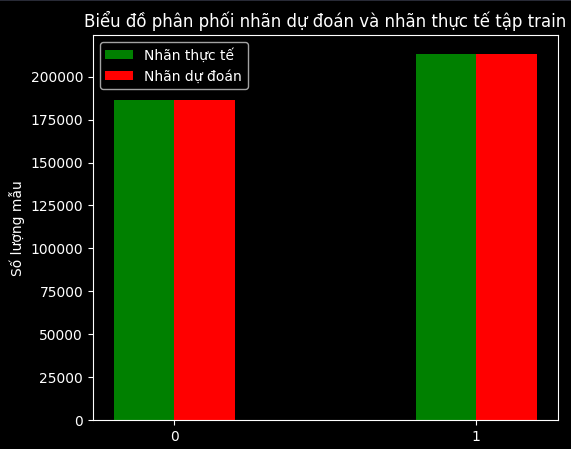 Biểu đồ phân phối nhãn dự đoán và nhãn thực tế tập train
Nhãn thực tế
Nhãn dự đoán
Số lượng mẫu
200000
175000
150000
125000
100000
75000
50000
25000
0
0
1